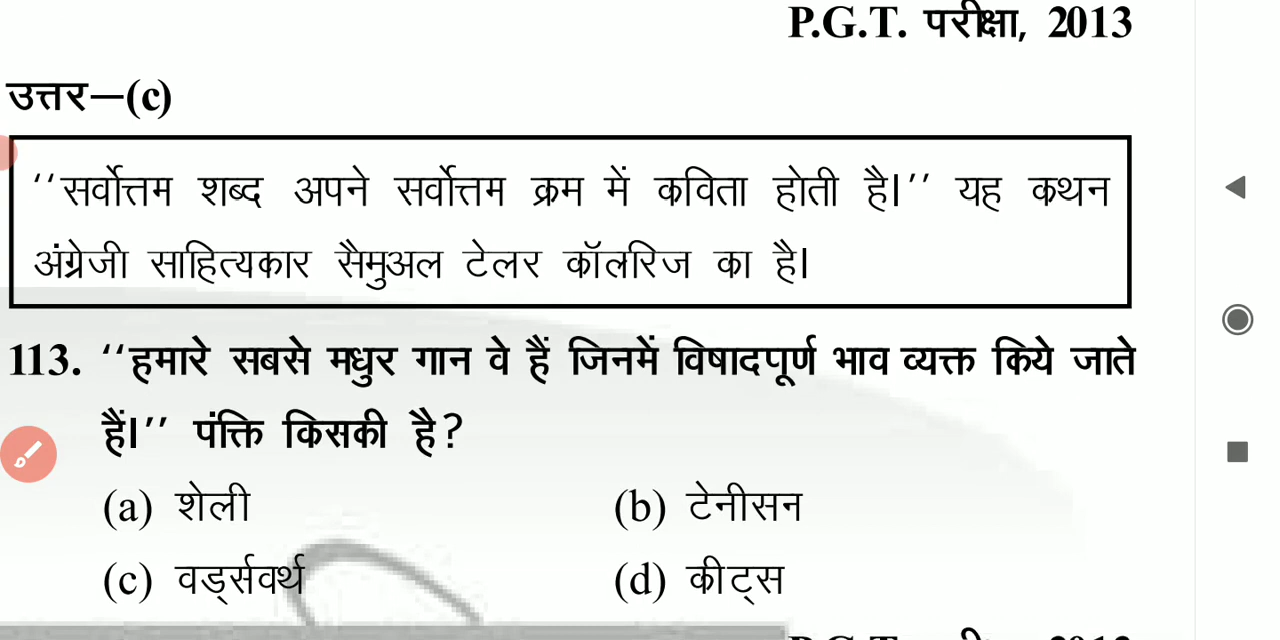 P.G.T. परीक्षा, 2013
उत्तर—(c)
‘‘सर्वोत्तम शब्द अपने सर्वोत्तम क्रम में कविता होती है।’’ यह कथन
अंग्रेजी साहित्यकार सैमुअल टेलर कॉलरिज का है।
113. ‘‘हमारे सबसे मधुर गान वे हैं जिनमें विषादपूर्ण भाव व्यक्त किये जाते
हैं।’’ पंक्ति किसकी है?
(a) शेली (b) टेनीसन
(c) वर्ड्सवर्थ (d) कीट्स